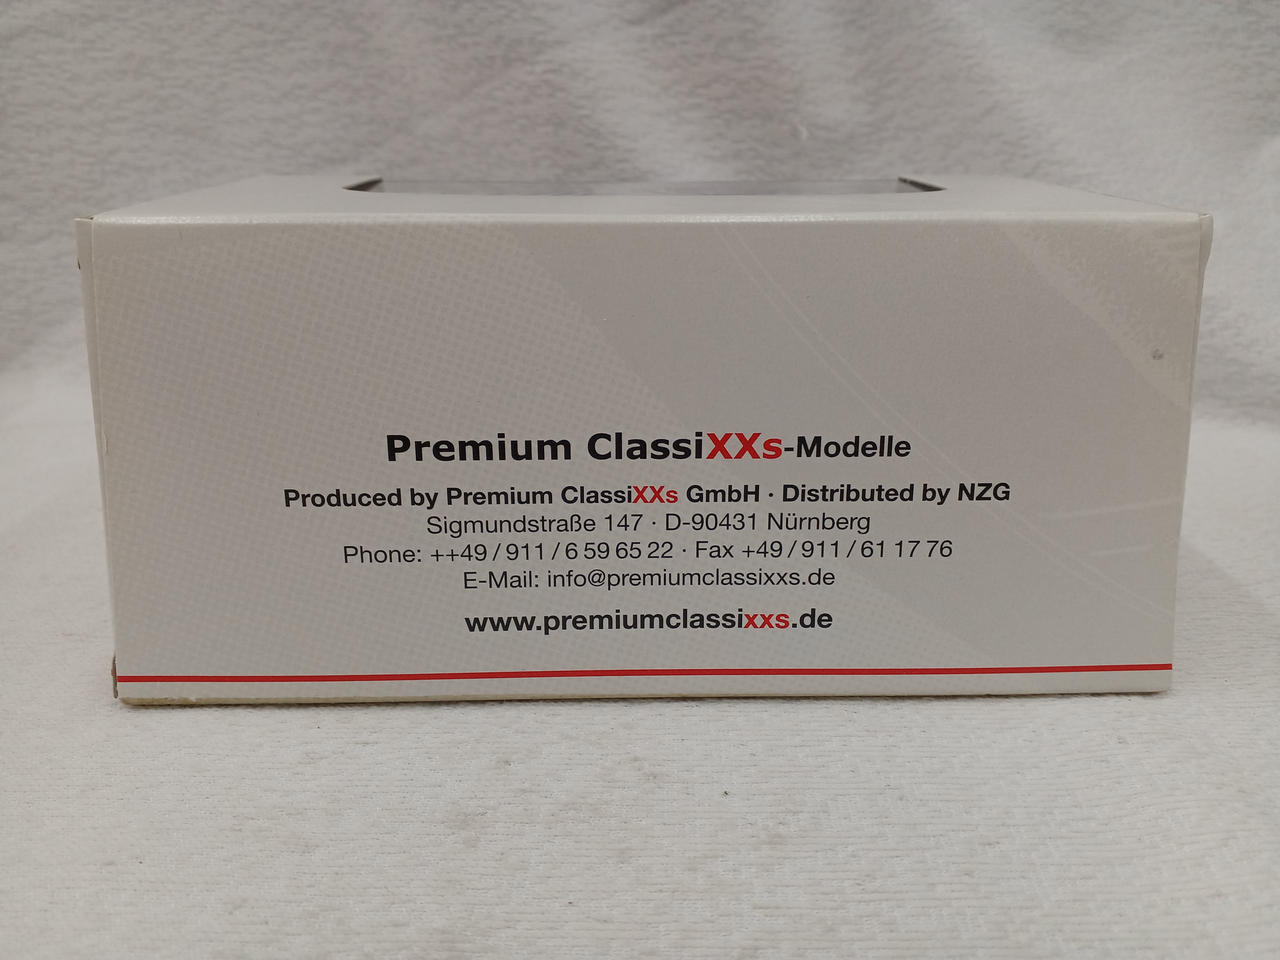 Premium ClassiXXs-Modelle
Produced by Premium ClassiXXs GmbH · Distributed by NZG
Sigmundstraße 147 · D-90431 Nürnberg
Phone: ++49 / 911 / 6 59 65 22 · Fax +49 / 911 / 61 17 76
E-Mail: info@premiumclassixxs.de
www.premiumclassixxs.de